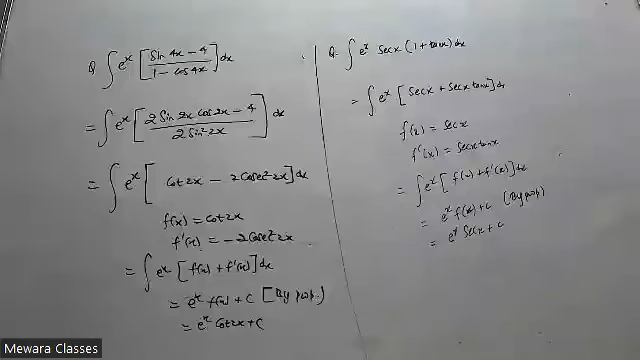 Q. ∫ e^x [ (Sin 4x - 4) / (1 - cos 4x) ] dx
= ∫ e^x [ (2 Sin 2x cos 2x - 4) / (2 Sin² 2x) ] dx
= ∫ e^x [ Cot 2x - 2 Cosec² 2x ] dx
f(x) = Cot 2x
f'(x) = -2 Cosec² 2x
= ∫ e^x [ f(x) + f'(x) ] dx
= e^x f(x) + C [By prop.]
= e^x Cot 2x + C
Q. ∫ e^x Sec x (1 + tan x) dx
= ∫ e^x [ Sec x + Sec x tan x ] dx
f(x) = Sec x
f'(x) = Sec x tan x
= ∫ e^x [ f(x) + f'(x) ] dx
= e^x f(x) + C (By prop)
= e^x Sec x + C
Mewara Classes